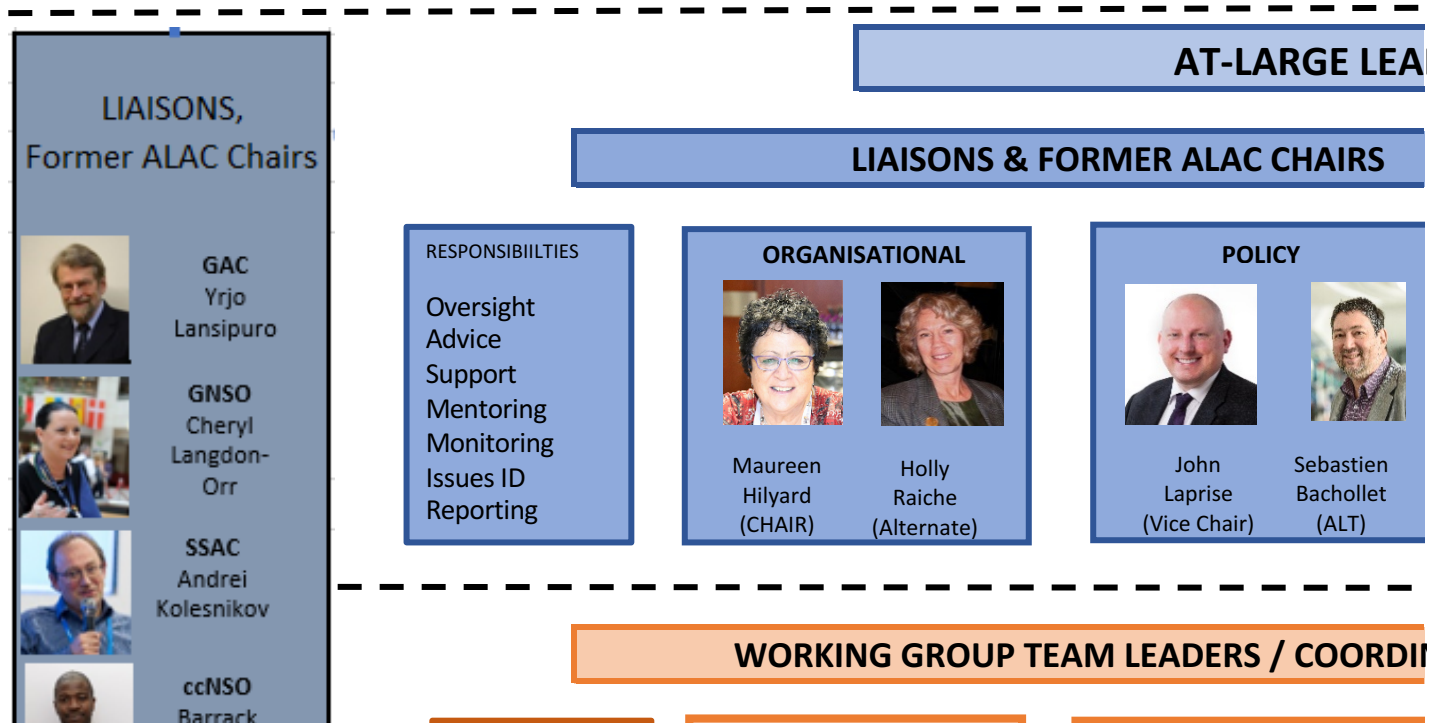 LIAISONS,
Former ALAC Chairs
GAC
Yrjo
Lansipuro
GNSO
Cheryl
Langdon-
Orr
SSAC
Andrei
Kolesnikov
ccNSO
Barrack
AT-LARGE LEA
LIAISONS & FORMER ALAC CHAIRS
RESPONSIBIILTIES
Oversight
Advice
Support
Mentoring
Monitoring
Issues ID
Reporting
ORGANISATIONAL
Maureen
Hilyard
(CHAIR)
Holly
Raiche
(Alternate)
POLICY
John
Laprise
(Vice Chair)
Sebastien
Bachollet
(ALT)
WORKING GROUP TEAM LEADERS / COORDI